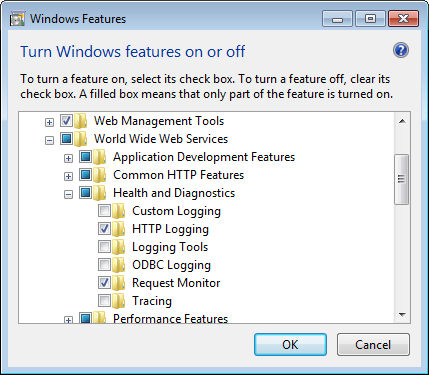 Windows Features
Turn Windows features on or off
To turn a feature on, select its check box. To turn a feature off, clear its
check box. A filled box means that only part of the feature is turned on.
Web Management Tools
World Wide Web Services
Application Development Features
Common HTTP Features
Health and Diagnostics
Custom Logging
HTTP Logging
Logging Tools
ODBC Logging
Request Monitor
Tracing
Performance Features
OK
Cancel